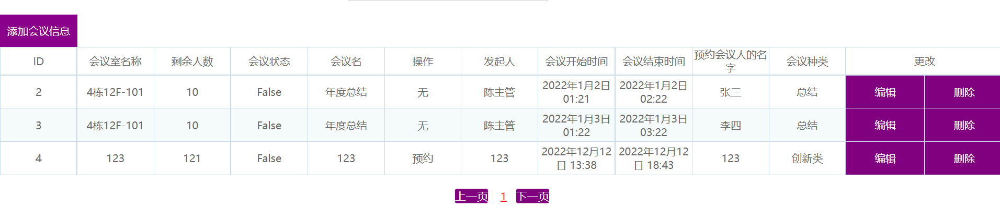 添加会议信息
ID 会议室名称 剩余人数 会议状态 会议名 操作 发起人 会议开始时间 会议结束时间 预约会议人的名字 会议种类 更改
2 4栋12F-101 10 False 年度总结 无 陈主管 2022年1月2日 01:21 2022年1月2日 02:22 张三 总结 编辑 删除
3 4栋12F-101 10 False 年度总结 无 陈主管 2022年1月3日 01:22 2022年1月3日 03:22 李四 总结 编辑 删除
4 123 121 False 123 预约 123 2022年12月12日 13:38 2022年12月12日 18:43 123 创新类 编辑 删除
上一页 1 下一页